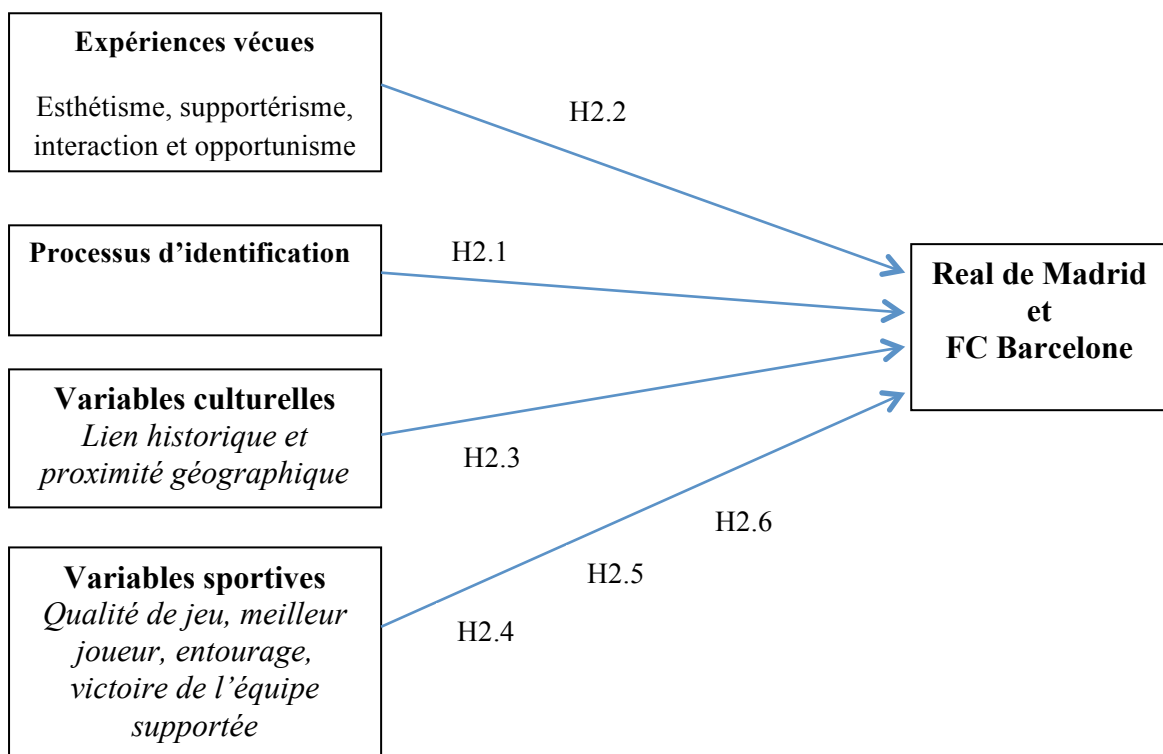 Expériences vécues
Esthétisme, supportérisme,
interaction et opportunisme
H2.2
Processus d’identification
H2.1
Real de Madrid
et
FC Barcelone
Variables culturelles
Lien historique et
proximité géographique
H2.3
H2.6
H2.5
Variables sportives
Qualité de jeu, meilleur
joueur, entourage,
victoire de l’équipe
supportée
H2.4